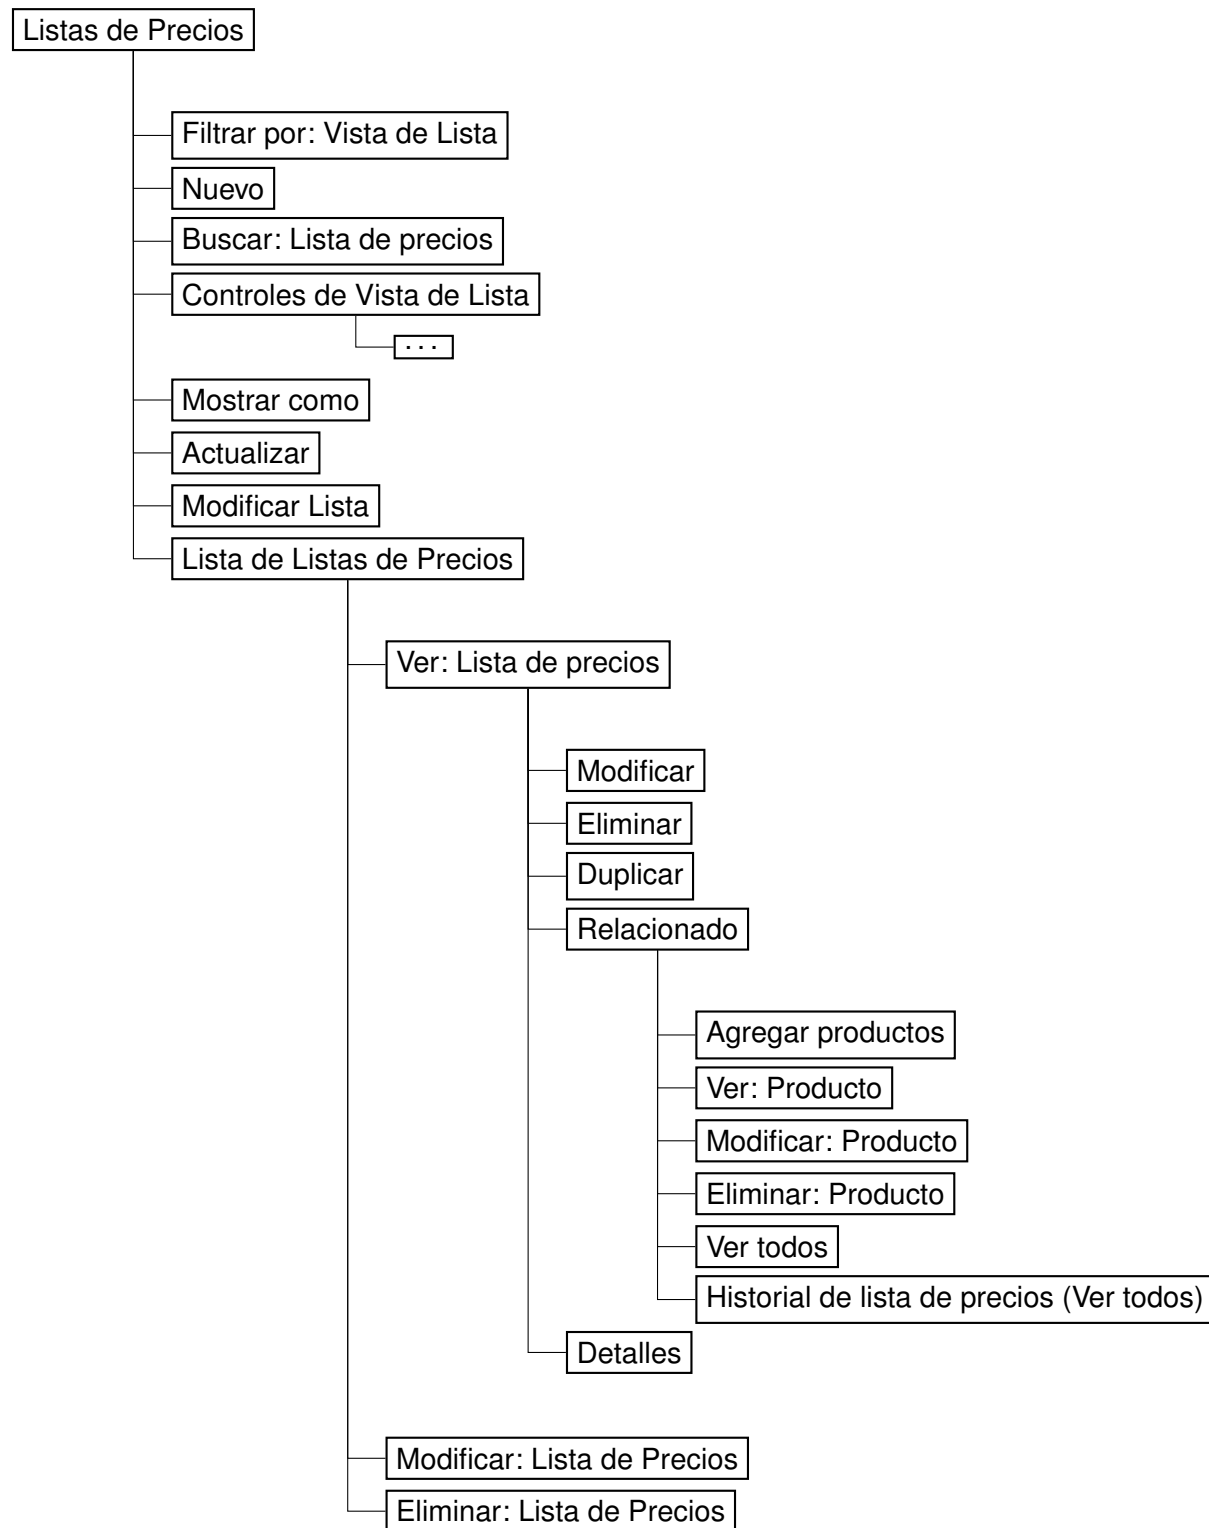 Listas de Precios
Filtrar por: Vista de Lista
Nuevo
Buscar: Lista de precios
Controles de Vista de Lista
...
Mostrar como
Actualizar
Modificar Lista
Lista de Listas de Precios
Ver: Lista de precios
Modificar
Eliminar
Duplicar
Relacionado
Agregar productos
Ver: Producto
Modificar: Producto
Eliminar: Producto
Ver todos
Historial de lista de precios (Ver todos)
Detalles
Modificar: Lista de Precios
Eliminar: Lista de Precios